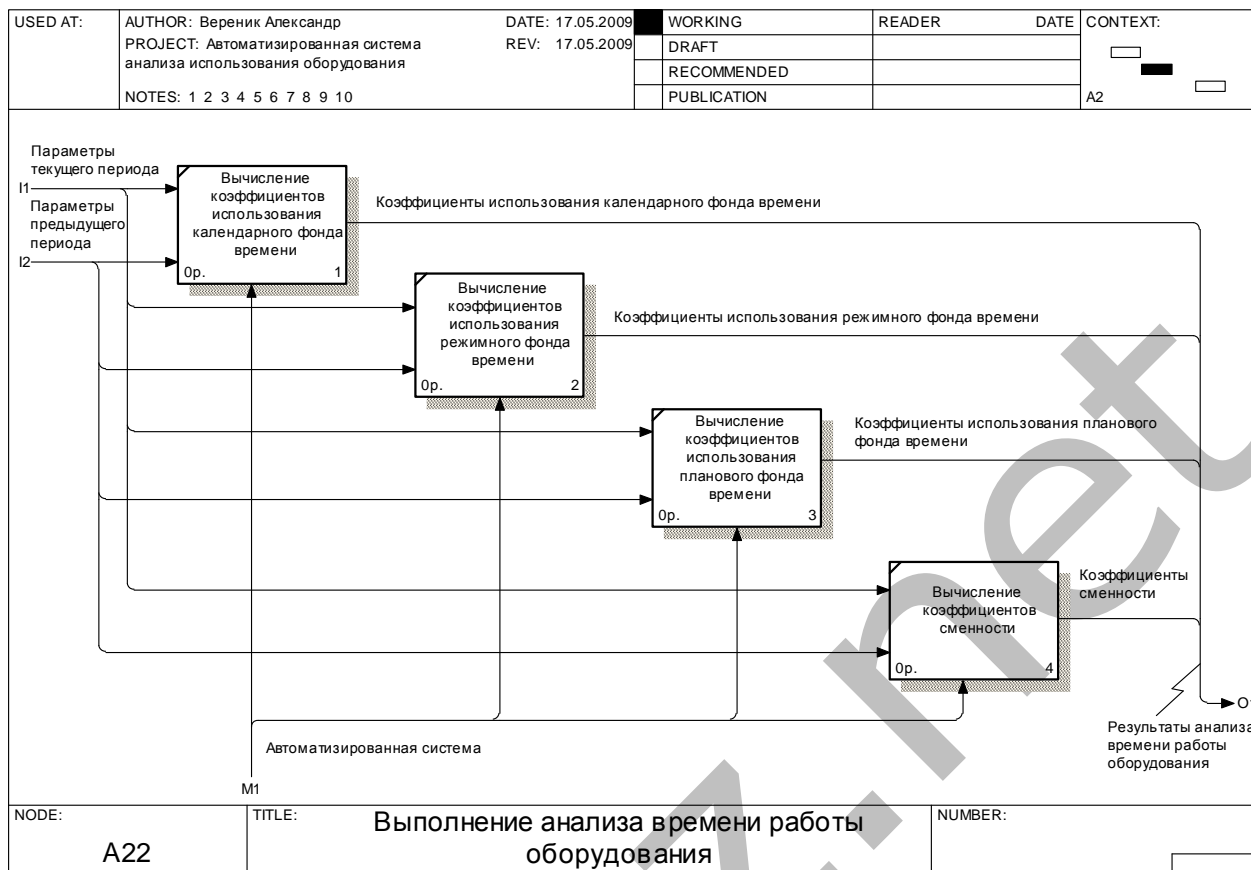 USED AT:
AUTHOR: Вереник Александр
DATE: 17.05.2009
PROJECT: Автоматизированная система
анализа использования оборудования
REV: 17.05.2009
NOTES: 1 2 3 4 5 6 7 8 9 10
WORKING
DRAFT
RECOMMENDED
PUBLICATION
READER
DATE
CONTEXT:
A2
Параметры
текущего периода
I1
Параметры
предыдущего
периода
I2
Вычисление
коэффициентов
использования
календарного фонда
времени
0р.
1
Коэффициенты использования календарного фонда времени
Вычисление
коэффициентов
использования
режимного фонда
времени
0р.
2
Коэффициенты использования режимного фонда времени
Вычисление
коэффициентов
использования
планового фонда
времени
0р.
3
Коэффициенты использования планового
фонда времени
Вычисление
коэффициентов
сменности
0р.
4
Коэффициенты
сменности
Результаты анализа
времени работы
оборудования
Автоматизированная система
M1
NODE:
A22
TITLE:
Выполнение анализа времени работы
оборудования
NUMBER:
z.net